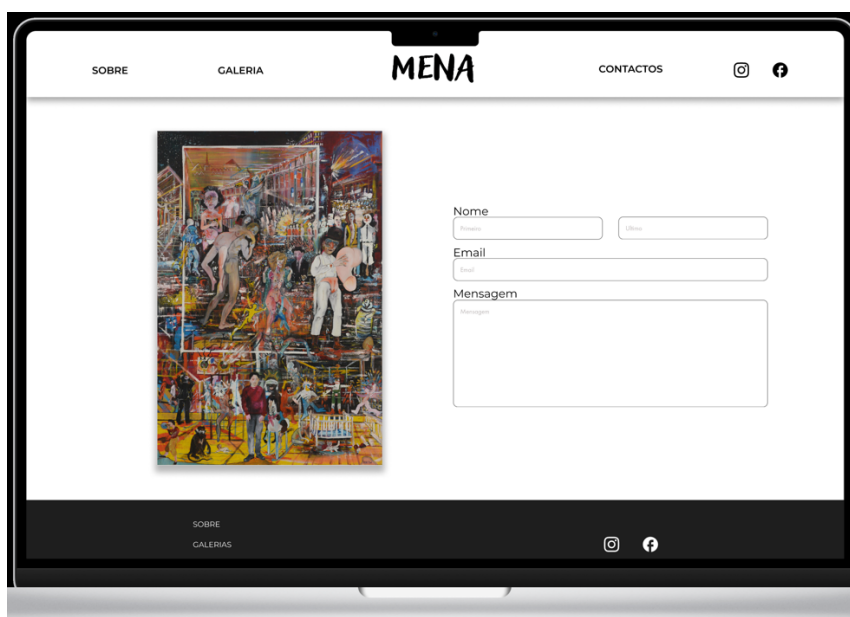 SOBRE
GALERIA
MENA
CONTACTOS
Nome
Primeiro
Último
Email
Email
Mensagem
Mensagem
SOBRE
GALERIAS